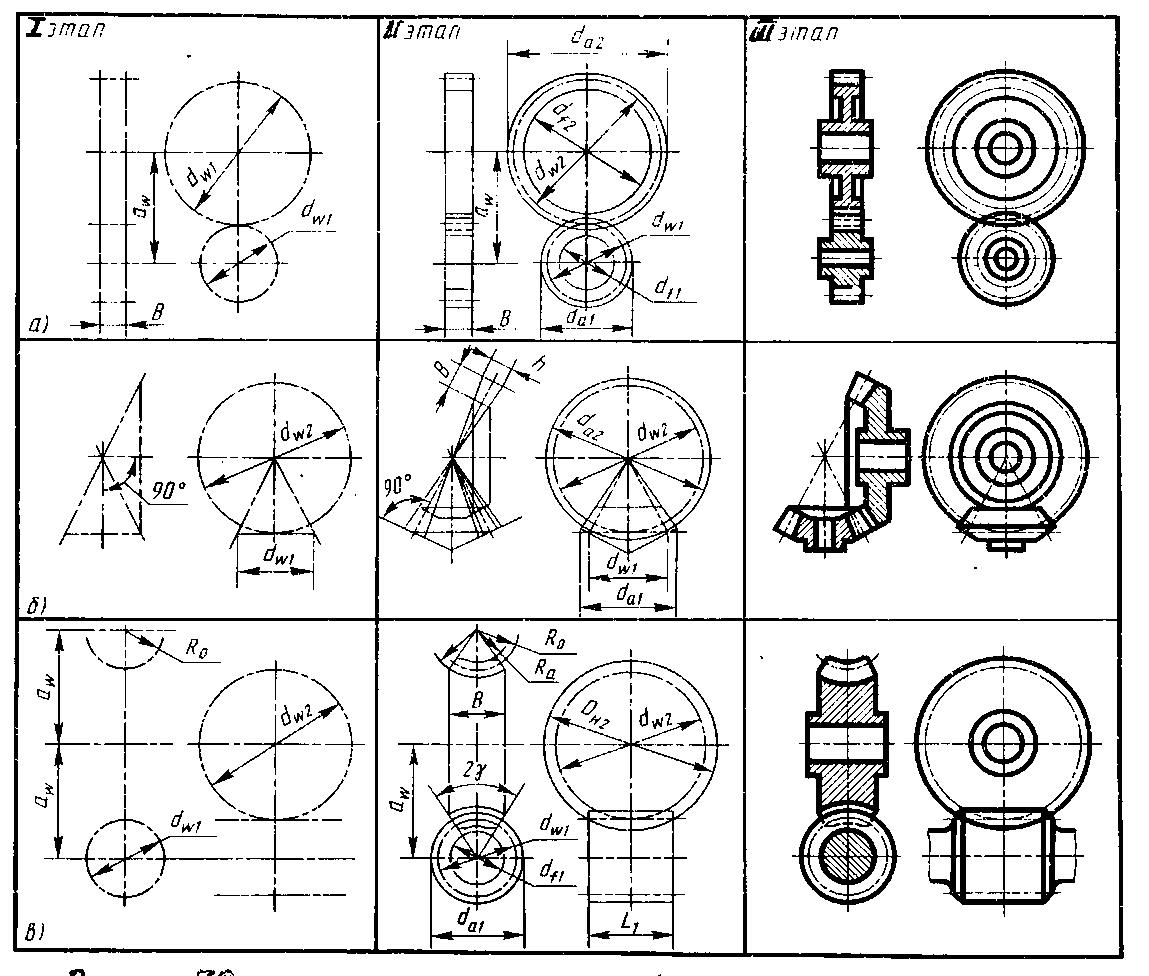 I этап
II этап
III этап
d_a2
d_f2
d_w1
d_w2
a_w
a_w
d_w1
d_w1
d_f1
B
B
d_a1
а)
B
h
d_w2
d_a2
d_w2
90°
90°
d_w1
d_w1
d_a1
б)
R_0
R_0
R_a
a_w
B
d_w2
D_н2
d_w2
2γ
a_w
a_w
d_w1
d_w1
d_f1
d_a1
L_1
в)